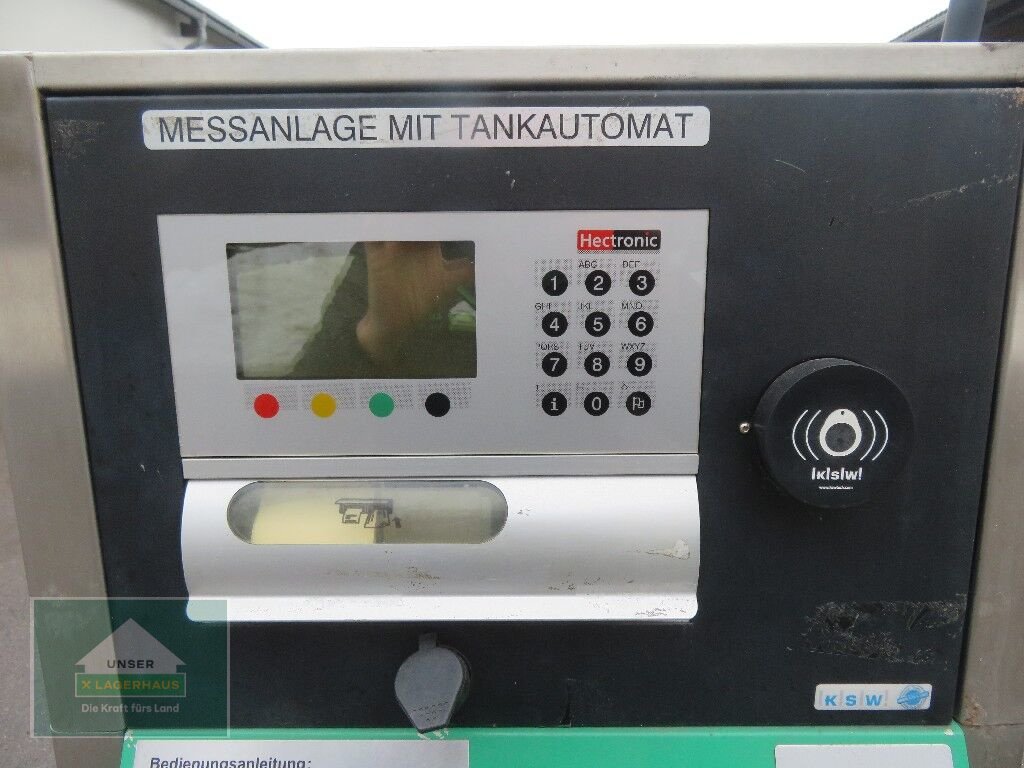 MESSANLAGE MIT TANKAUTOMAT
Hectronic
ABC DEF
1 2 3
GHI JKL MNO
4 5 6
PQRS TUV WXYZ
7 8 9
i 0
|K|S|W!
KSW
UNSER
X LAGERHAUS
Die Kraft fürs Land
Bedienungsanleitung: